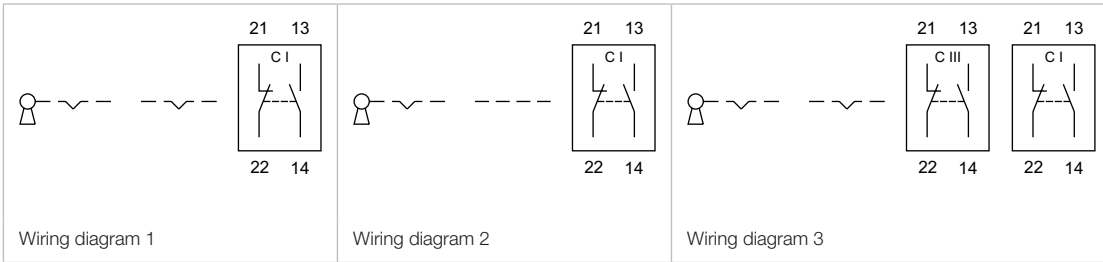 21 13
C I
22 14
Wiring diagram 1
21 13
C I
22 14
Wiring diagram 2
21 13 21 13
C III C I
22 14 22 14
Wiring diagram 3